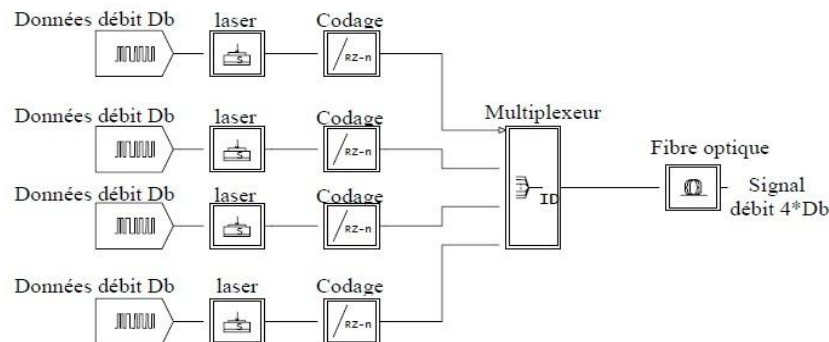 Données débit Db
laser
Codage
S
RZ-n
Données débit Db
laser
Codage
S
RZ-n
Multiplexeur
ID
Fibre optique
Signal
débit 4*Db
Données débit Db
laser
Codage
S
RZ-n
Données débit Db
laser
Codage
S
RZ-n